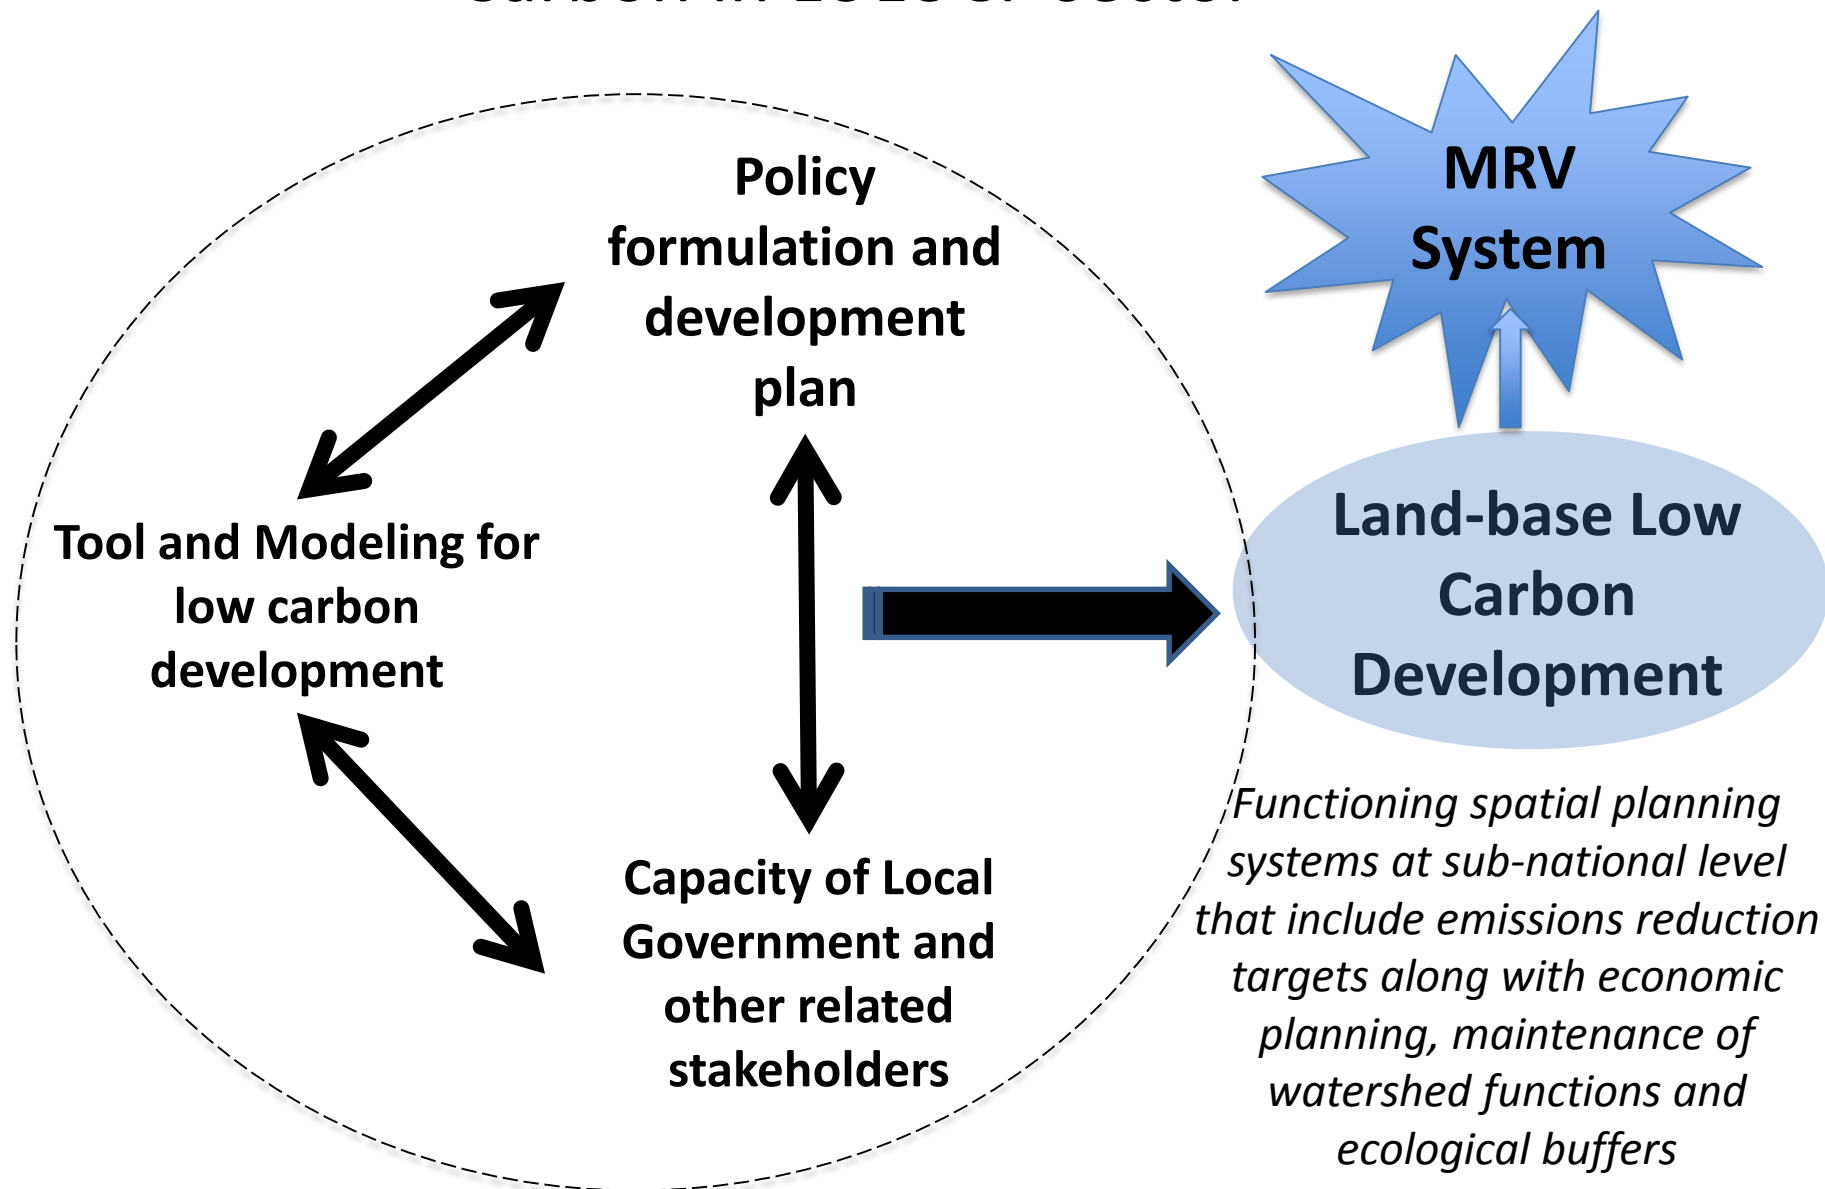 Policy
formulation and
development
plan
Tool and Modeling for
low carbon
development
Capacity of Local
Government and
other related
stakeholders
MRV
System
Land-base Low
Carbon
Development
Functioning spatial planning
systems at sub-national level
that include emissions reduction
targets along with economic
planning, maintenance of
watershed functions and
ecological buffers